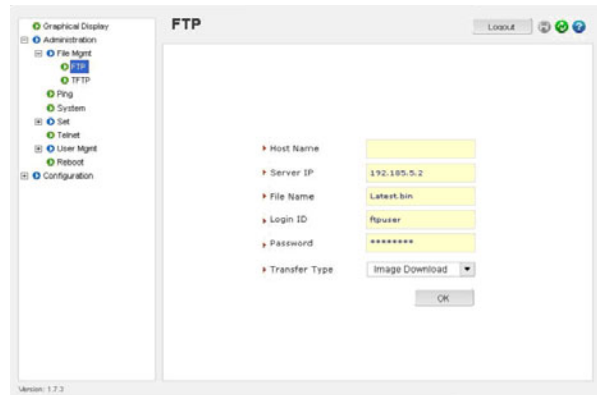 Graphical Display
Administration
File Mgmt
FTP
TFTP
Ping
System
Set
Telnet
User Mgmt
Reboot
Configuration
FTP
Logout
Host Name
Server IP 192.185.5.2
File Name Latest.bin
Login ID ftpuser
Password ********
Transfer Type Image Download
OK
Version: 1.7.3